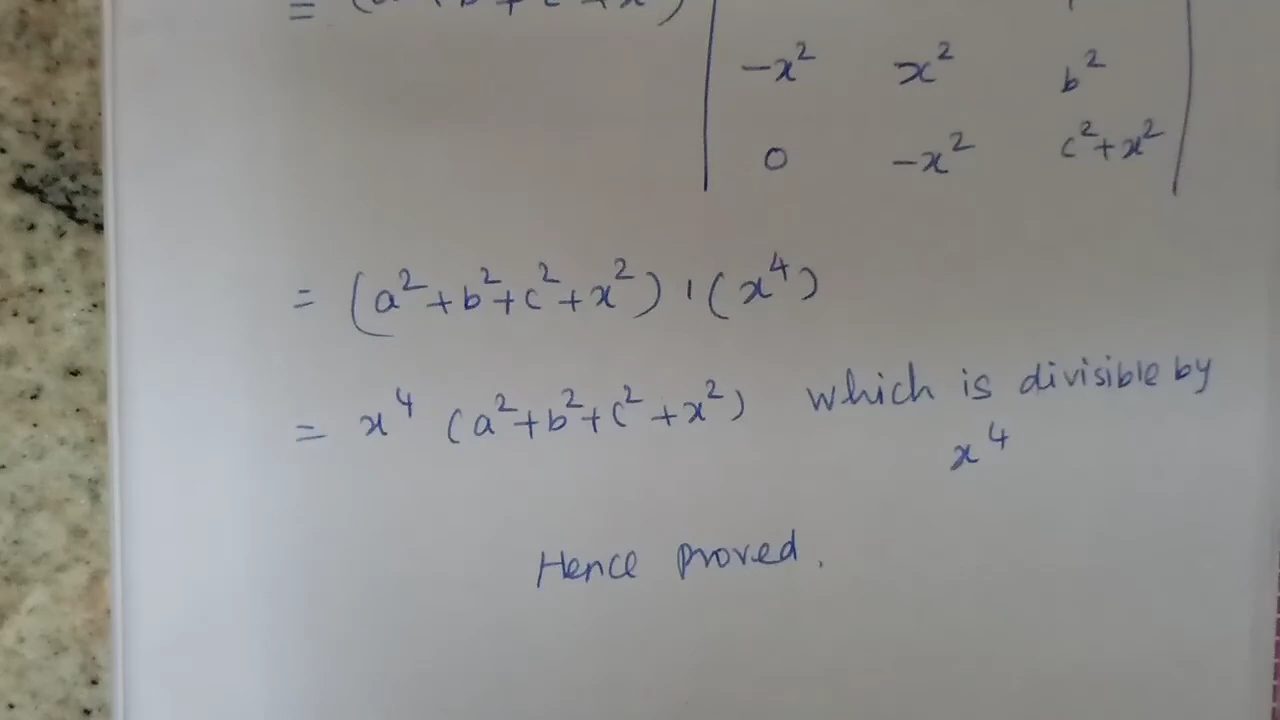 -x² x² b²
0 -x² c²+x²
= (a²+b²+c²+x²) ı (x⁴)
= x⁴ (a²+b²+c²+x²) which is divisible by
x⁴
Hence proved.